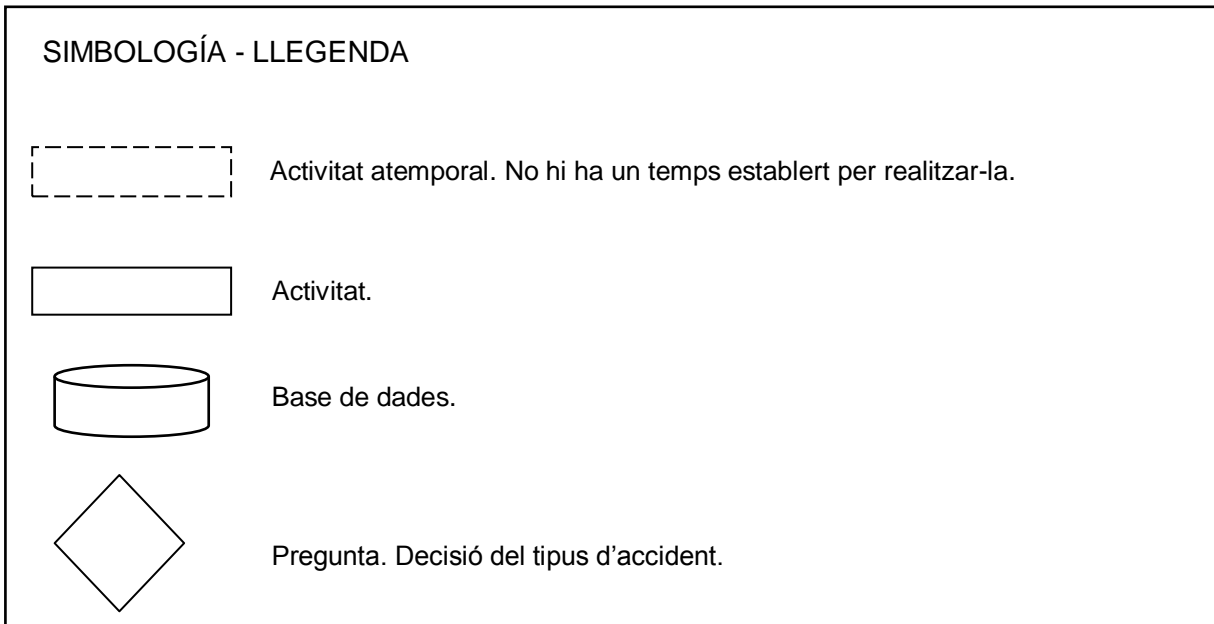 SIMBOLOGÍA - LLEGENDA
Activitat atemporal. No hi ha un temps establert per realitzar-la.
Activitat.
Base de dades.
Pregunta. Decisió del tipus d'accident.